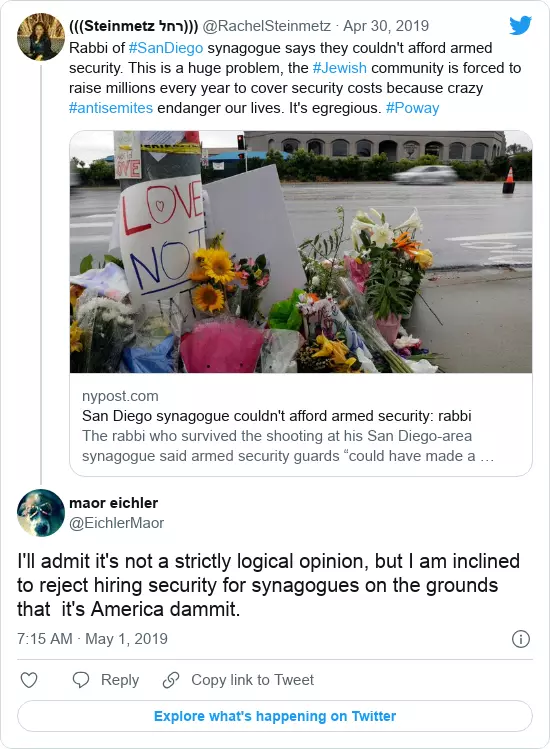 (((Steinmetz רחל))) @RachelSteinmetz · Apr 30, 2019
Rabbi of #SanDiego synagogue says they couldn't afford armed
security. This is a huge problem, the #Jewish community is forced to
raise millions every year to cover security costs because crazy
#antisemites endanger our lives. It's egregious. #Poway
LOVE
LOVE
NOT
nypost.com
San Diego synagogue couldn't afford armed security: rabbi
The rabbi who survived the shooting at his San Diego-area
synagogue said armed security guards “could have made a …
maor eichler
@EichlerMaor
I'll admit it's not a strictly logical opinion, but I am inclined
to reject hiring security for synagogues on the grounds
that it's America dammit.
7:15 AM · May 1, 2019
Reply
Copy link to Tweet
Explore what's happening on Twitter